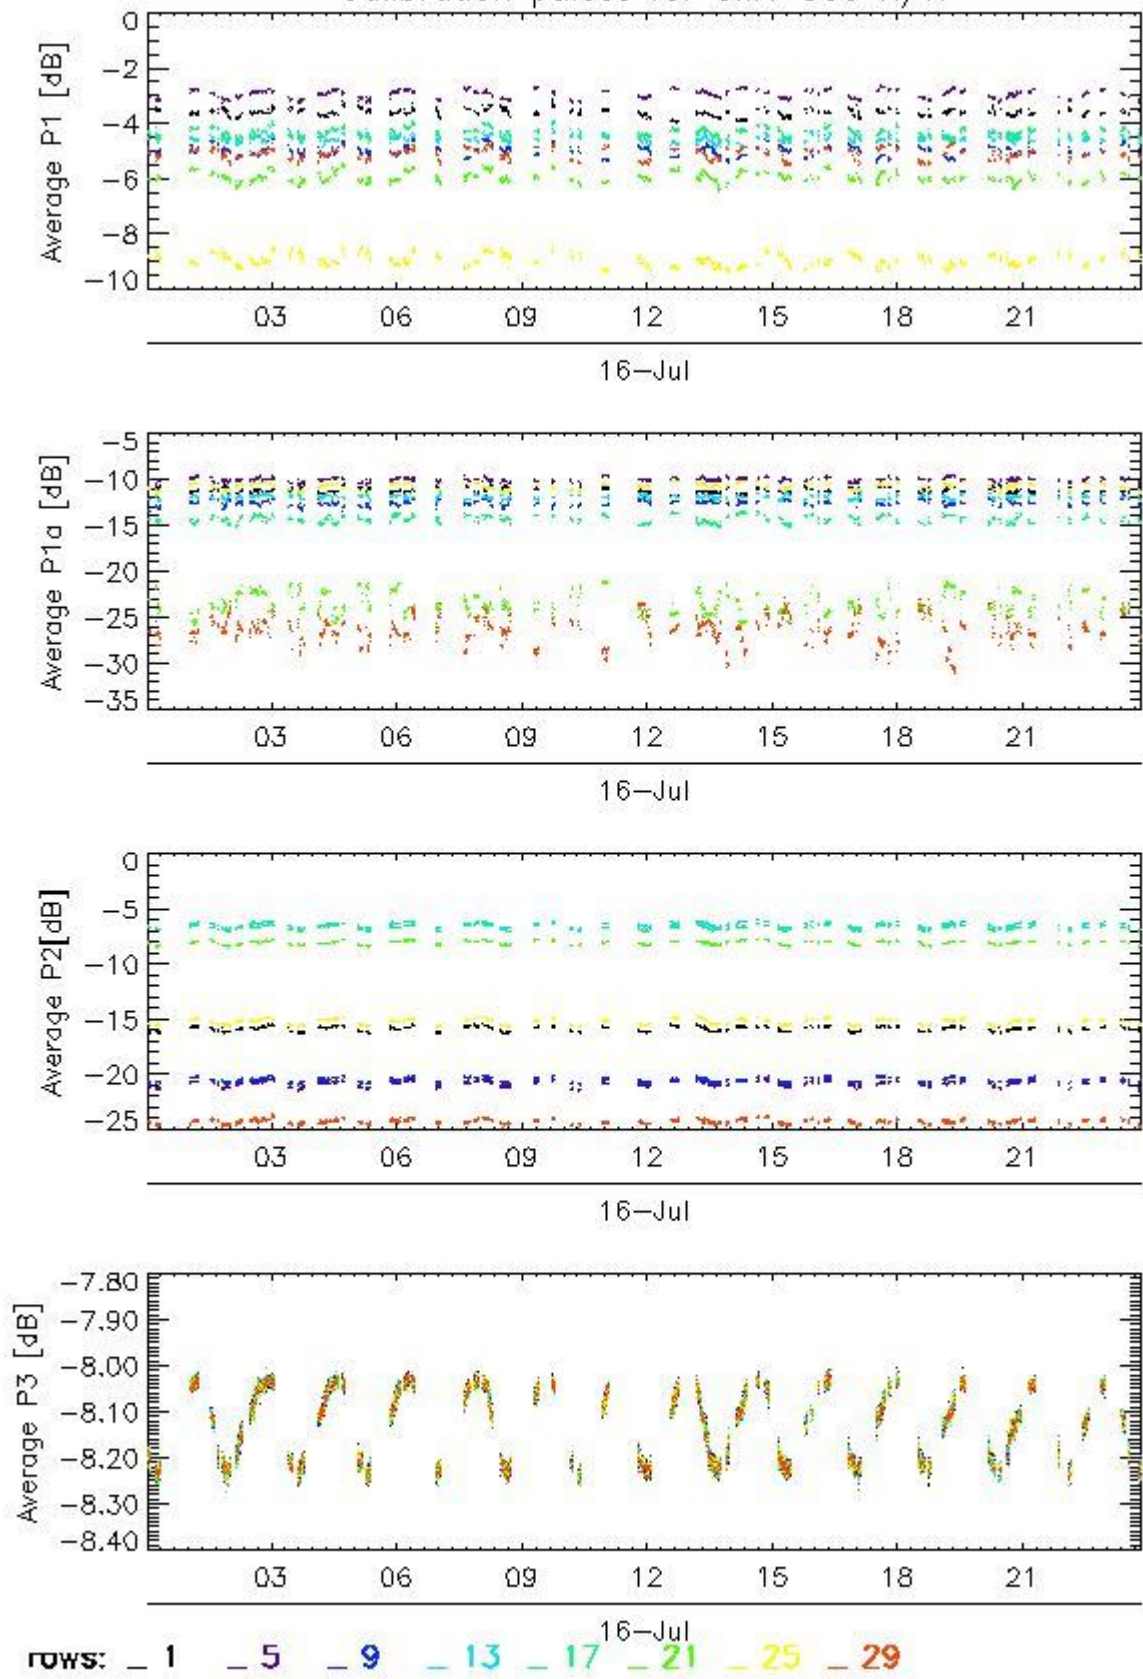 0
Average P1 [dB]
-2
-4
-6
-8
-10
03 06 09 12 15 18 21
16-Jul
-5
Average P1a [dB]
-10
-15
-20
-25
-30
-35
03 06 09 12 15 18 21
16-Jul
0
Average P2[dB]
-5
-10
-15
-20
-25
03 06 09 12 15 18 21
16-Jul
-7.80
Average P3 [dB]
-7.90
-8.00
-8.10
-8.20
-8.30
-8.40
03 06 09 12 15 18 21
16-Jul
rows: _ 1 _ 5 _ 9 _ 13 _ 17 _ 21 _ 25 _ 29